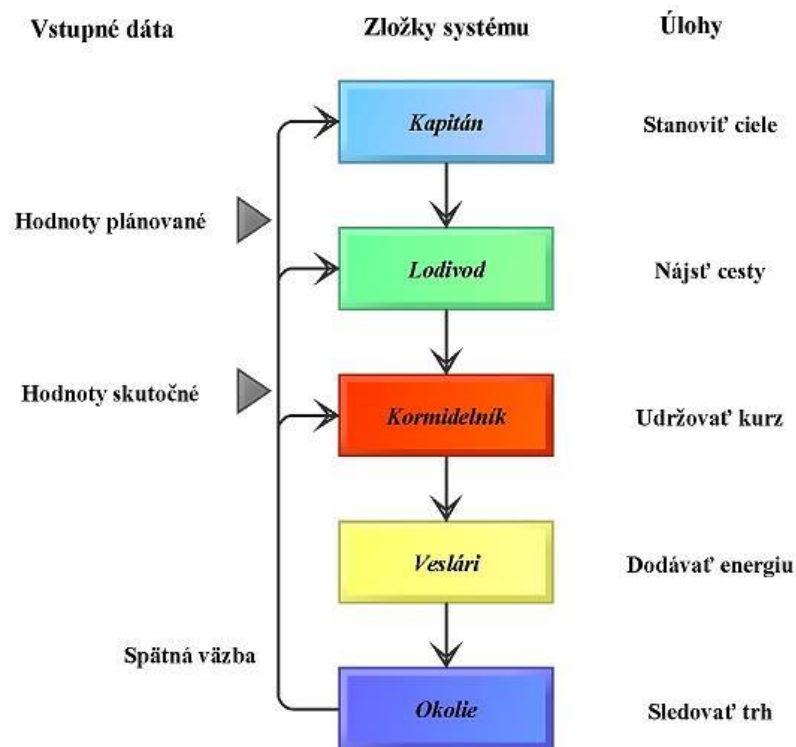 Vstupné dáta Zložky systému Úlohy
Kapitán Stanoviť ciele
Hodnoty plánované
Lodivod Nájsť cesty
Hodnoty skutočné
Kormidelník Udržovať kurz
Veslári Dodávať energiu
Spätná väzba
Okolie Sledovať trh